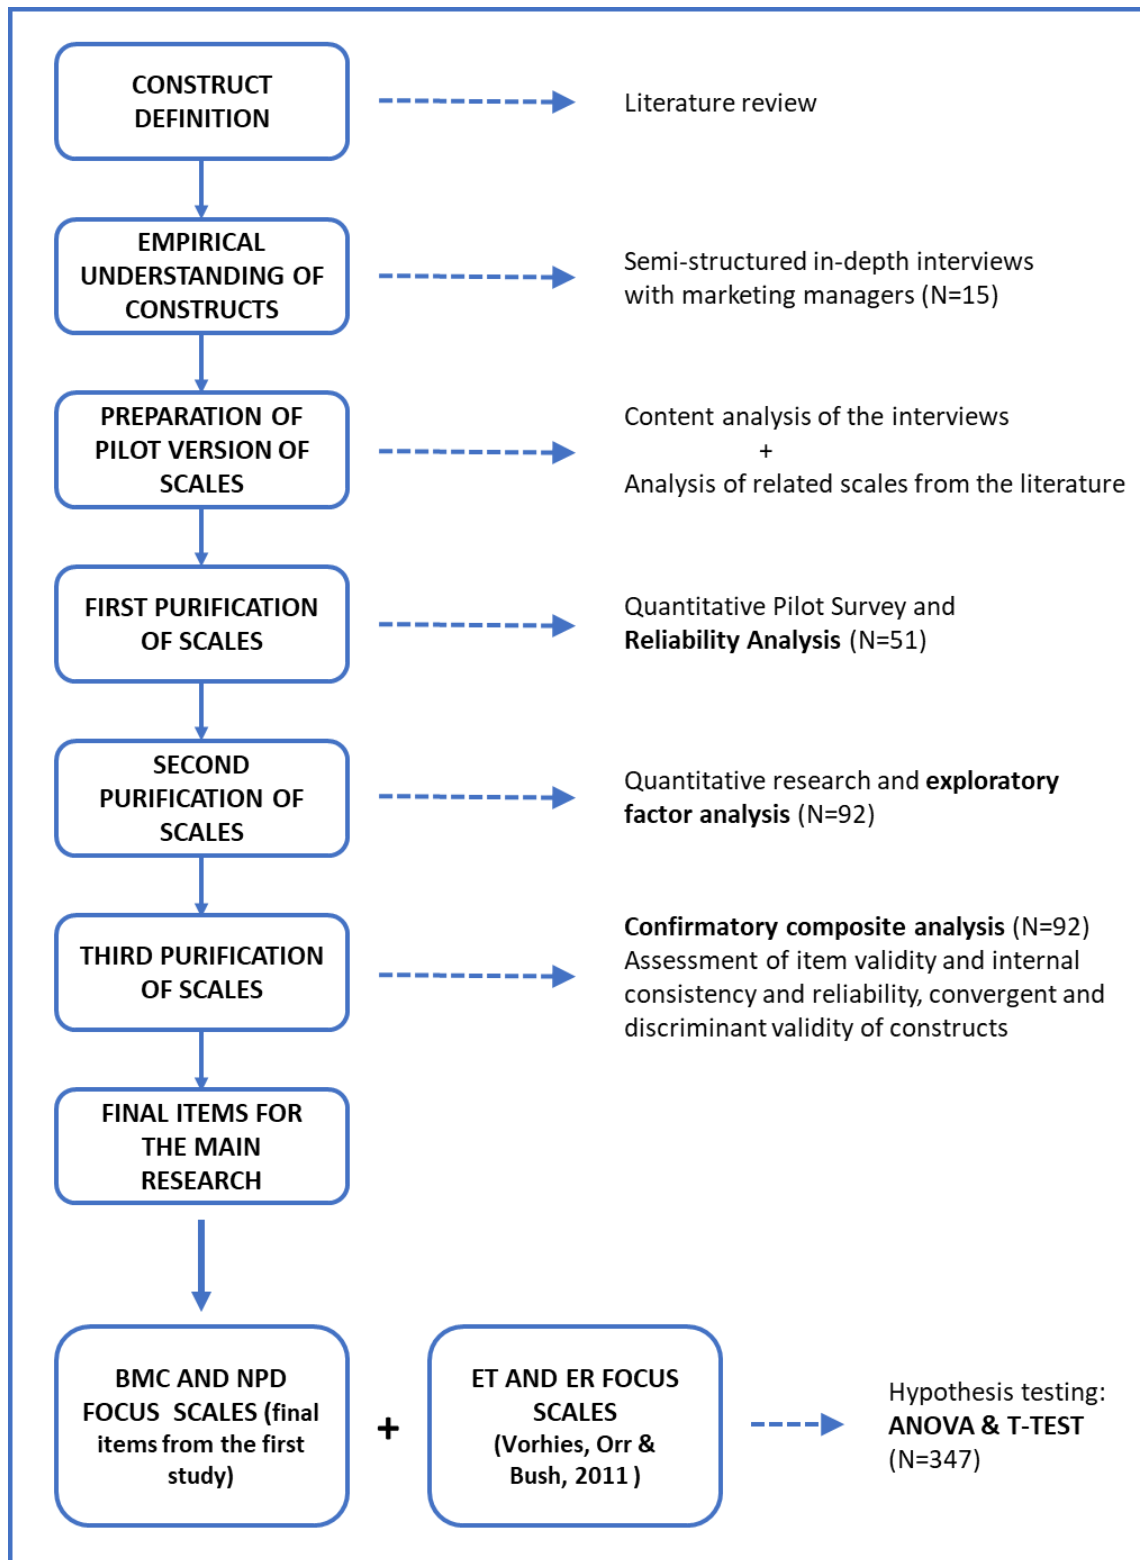 CONSTRUCT
DEFINITION
Literature review
EMPIRICAL
UNDERSTANDING OF
CONSTRUCTS
Semi-structured in-depth interviews
with marketing managers (N=15)
PREPARATION OF
PILOT VERSION OF
SCALES
Content analysis of the interviews
+
Analysis of related scales from the literature
FIRST PURIFICATION
OF SCALES
Quantitative Pilot Survey and
Reliability Analysis (N=51)
SECOND
PURIFICATION OF
SCALES
Quantitative research and exploratory
factor analysis (N=92)
THIRD PURIFICATION
OF SCALES
Confirmatory composite analysis (N=92)
Assessment of item validity and internal
consistency and reliability, convergent and
discriminant validity of constructs
FINAL ITEMS FOR
THE MAIN
RESEARCH
BMC AND NPD
FOCUS SCALES (final
items from the first
study)
+
ET AND ER FOCUS
SCALES
(Vorhies, Orr &
Bush, 2011 )
Hypothesis testing:
ANOVA & T-TEST
(N=347)